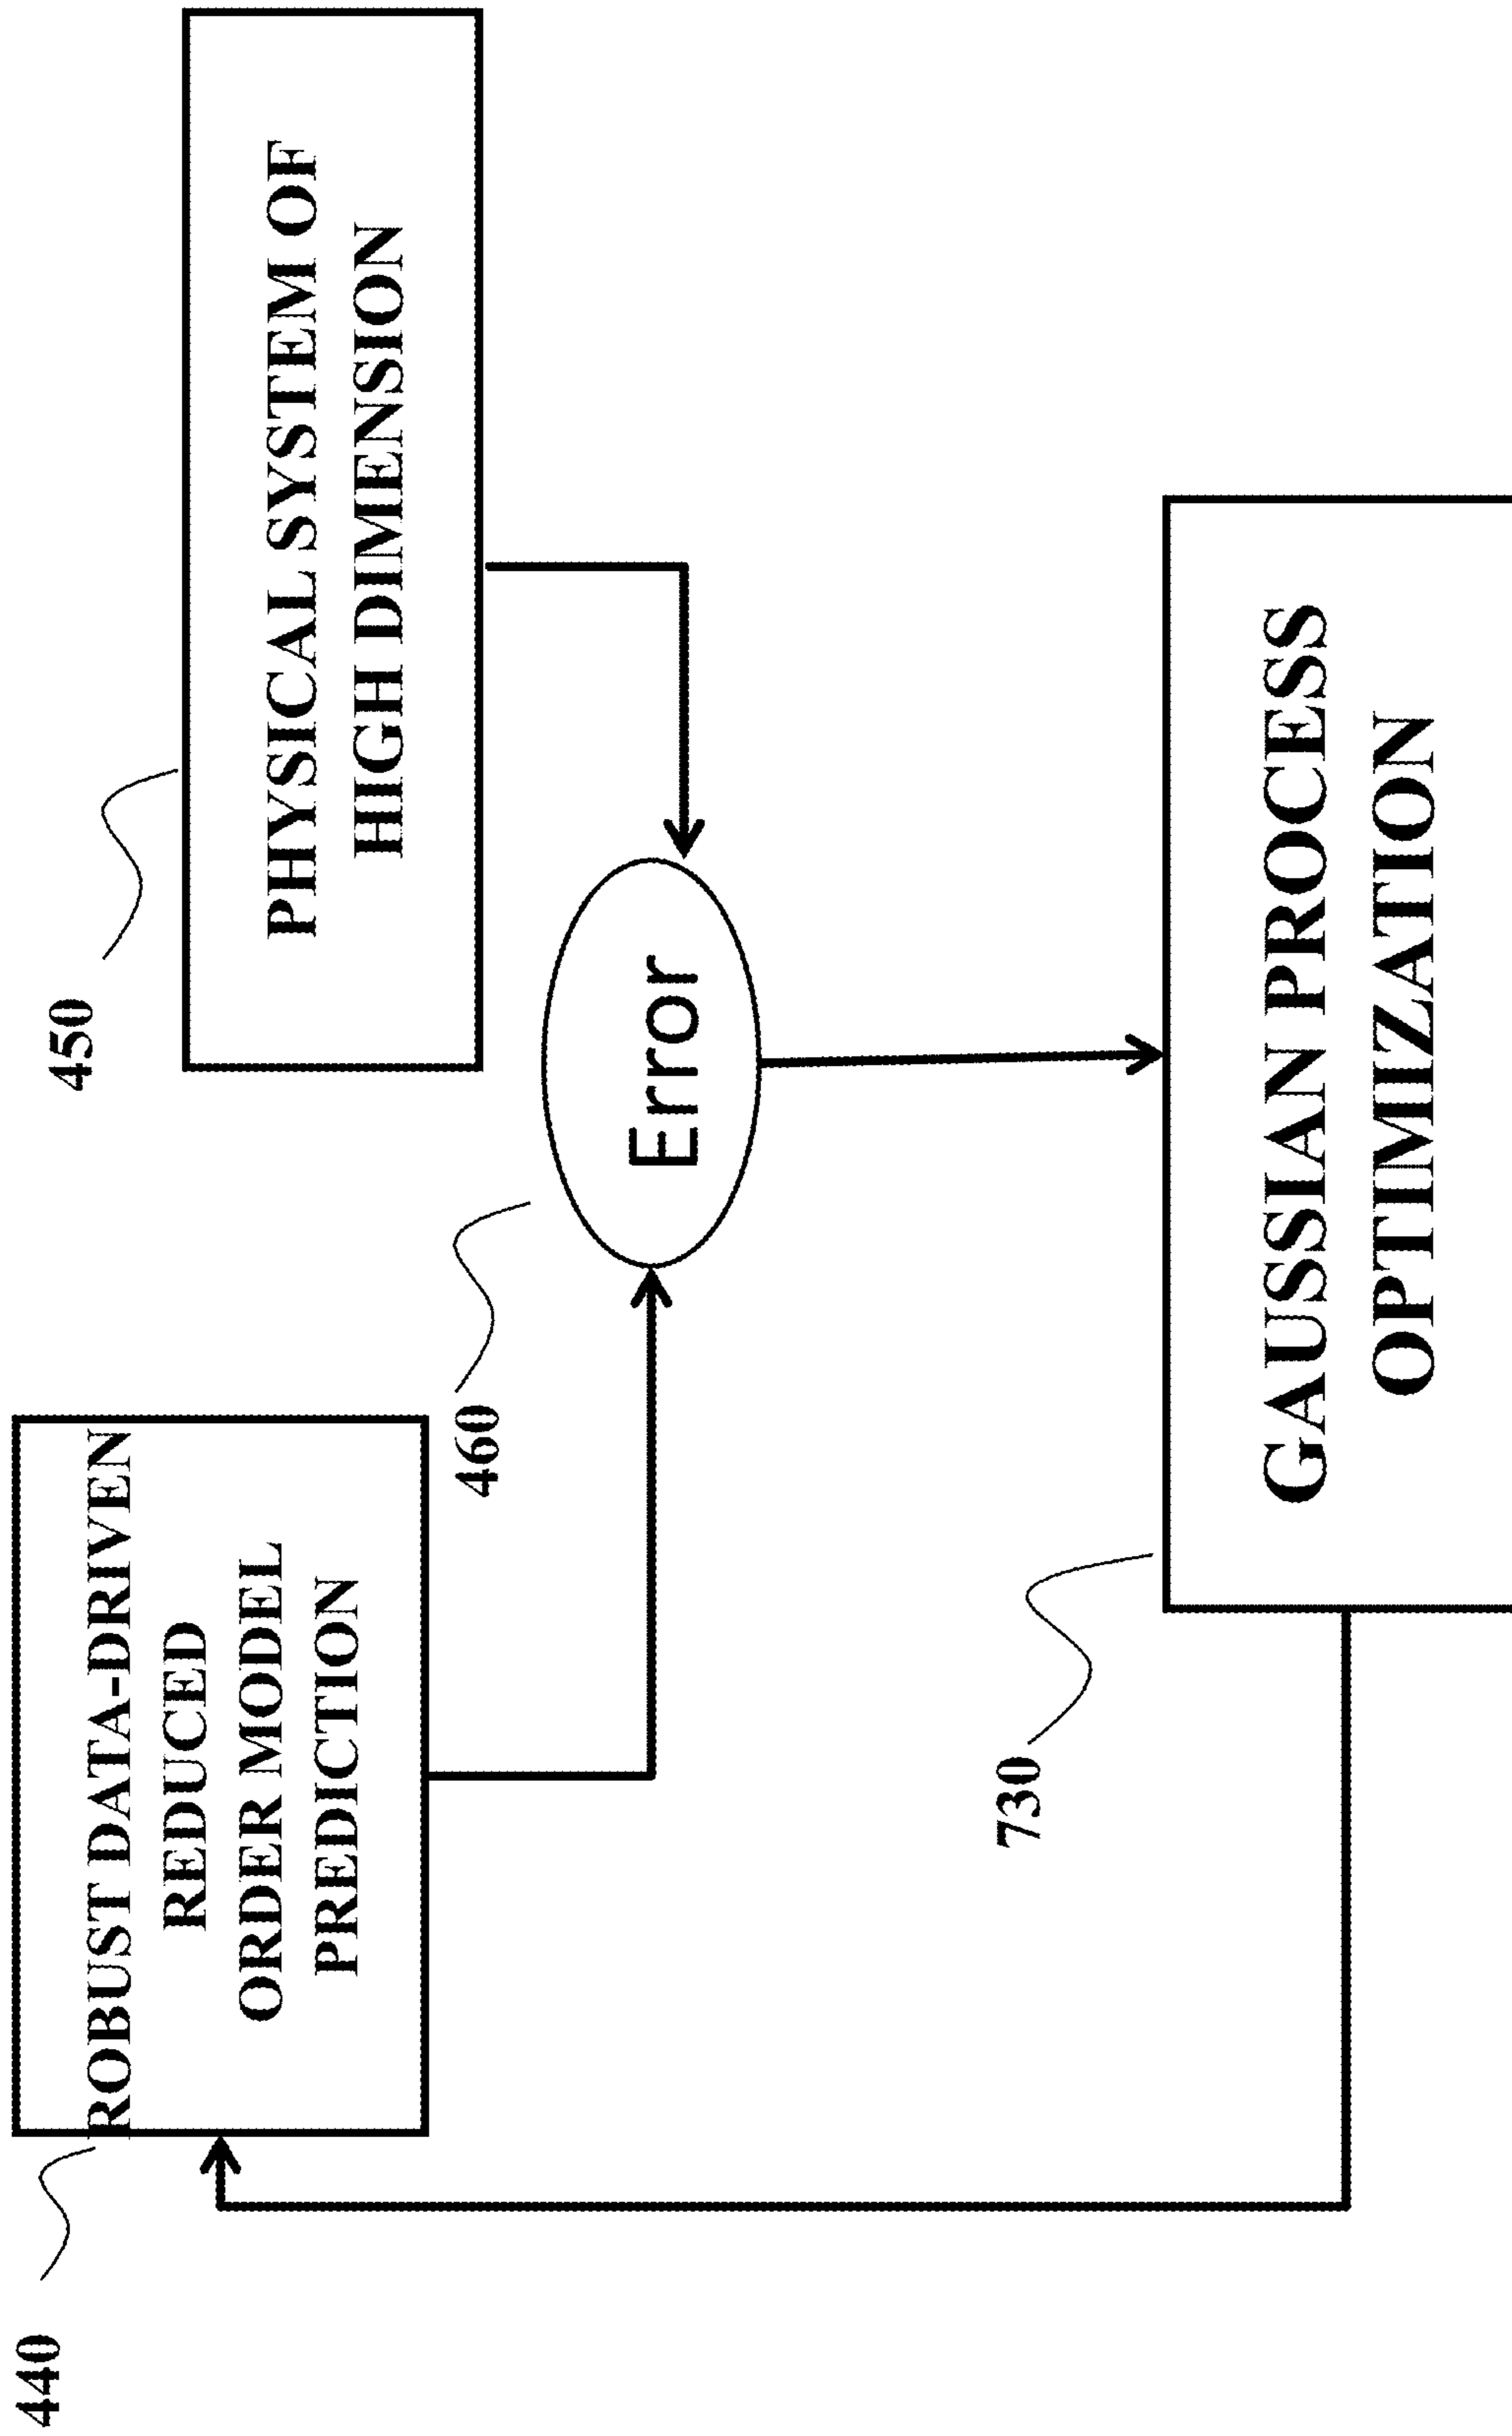 440
ROBUST DATA-DRIVEN
REDUCED
ORDER MODEL
PREDICTION
450
PHYSICAL SYSTEM OF
HIGH DIMENSION
460
Error
730
GAUSSIAN PROCESS
OPTIMIZATION